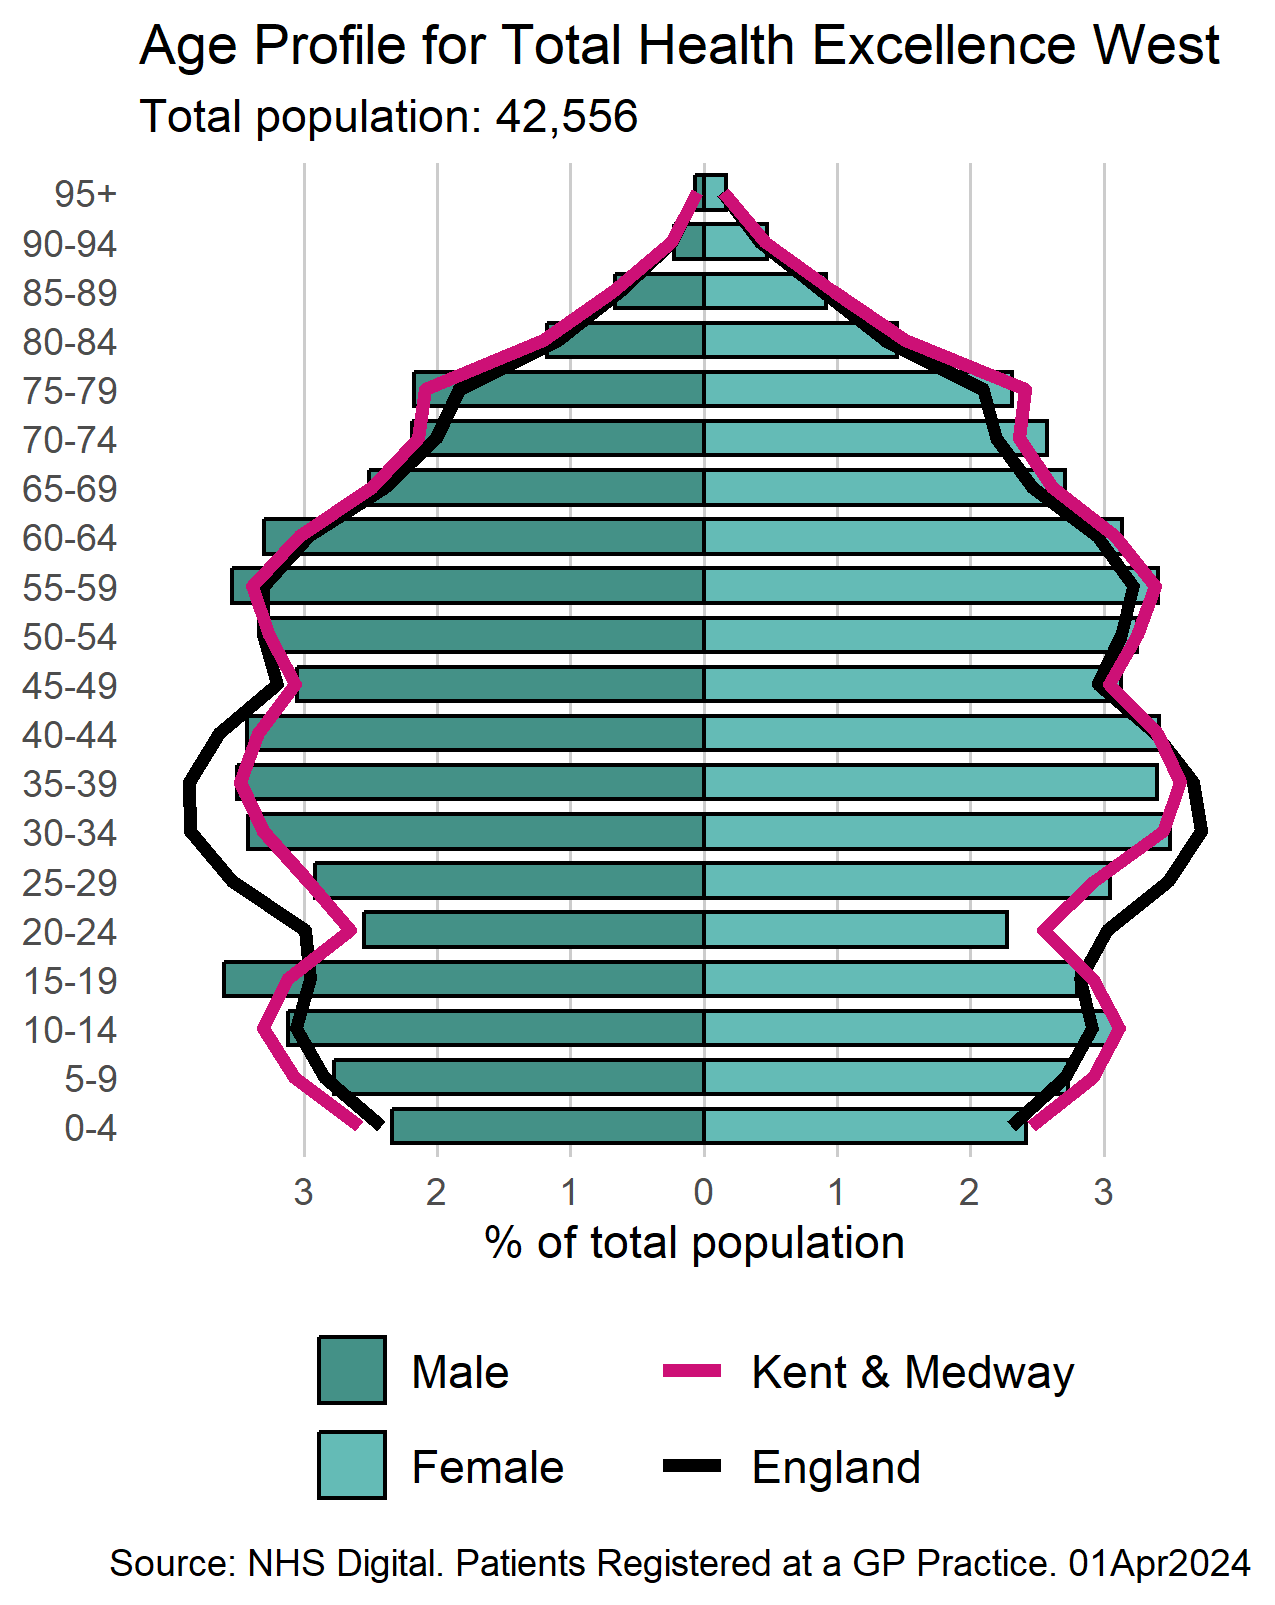 Age Profile for Total Health Excellence West
Total population: 42,556
95+
90-94
85-89
80-84
75-79
70-74
65-69
60-64
55-59
50-54
45-49
40-44
35-39
30-34
25-29
20-24
15-19
10-14
5-9
0-4
3 2 1 0 1 2 3
% of total population
Male Kent & Medway
Female England
Source: NHS Digital. Patients Registered at a GP Practice. 01Apr2024